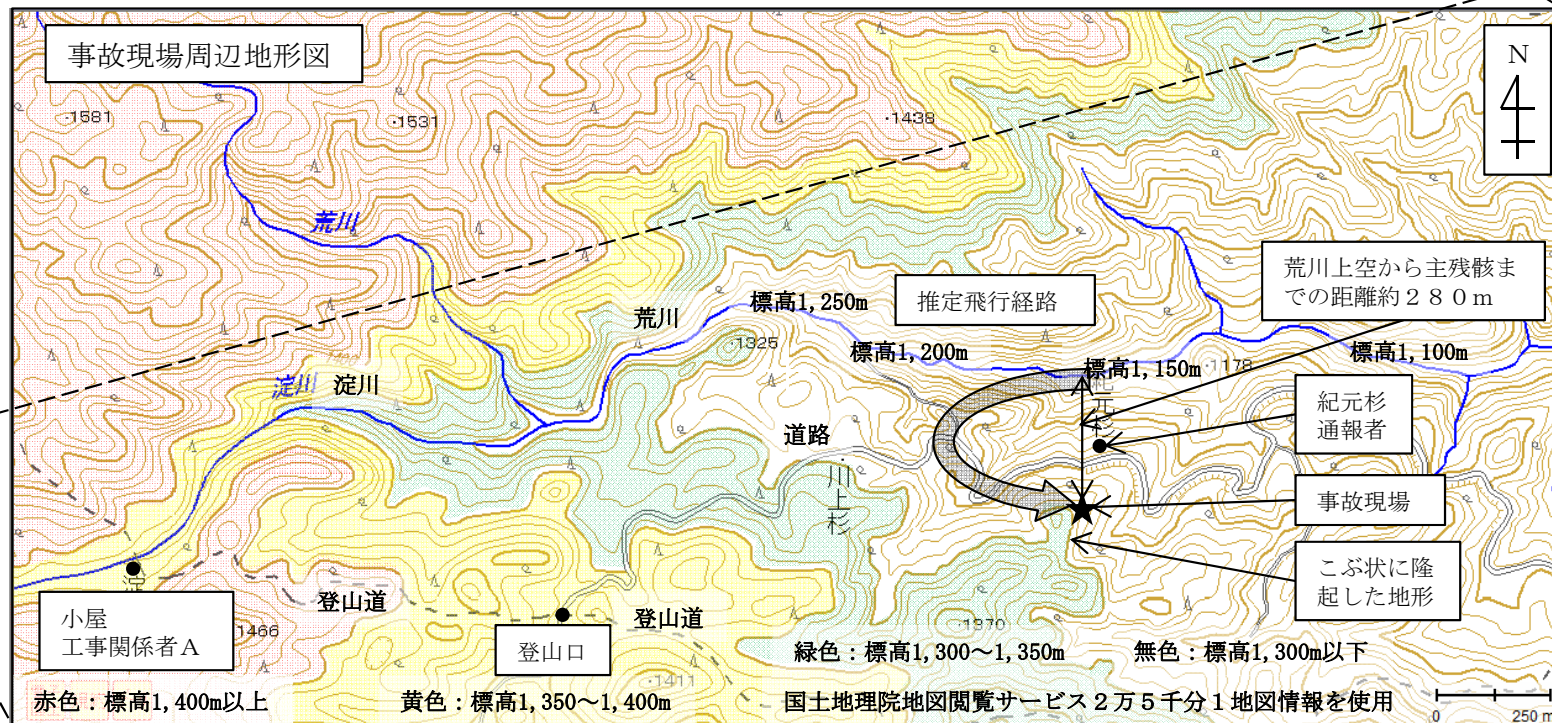 事故現場周辺地形図
N
・1581
・1531
・1438
荒川
荒川上空から主残骸ま
での距離約２８０ｍ
推定飛行経路
標高1,250m
荒川
・1325
標高1,200m
標高1,150m
・1178
標高1,100m
淀川
淀川
紀元杉
紀元杉
通報者
道路
・川上杉
事故現場
こぶ状に隆
起した地形
淀
小屋
工事関係者Ａ
1466
登山道
登山口
登山道
・1370
・1411
緑色：標高1,300～1,350m
無色：標高1,300m以下
赤色：標高1,400m以上
黄色：標高1,350～1,400m
国土地理院地図閲覧サービス２万５千分１地図情報を使用
0
250 m